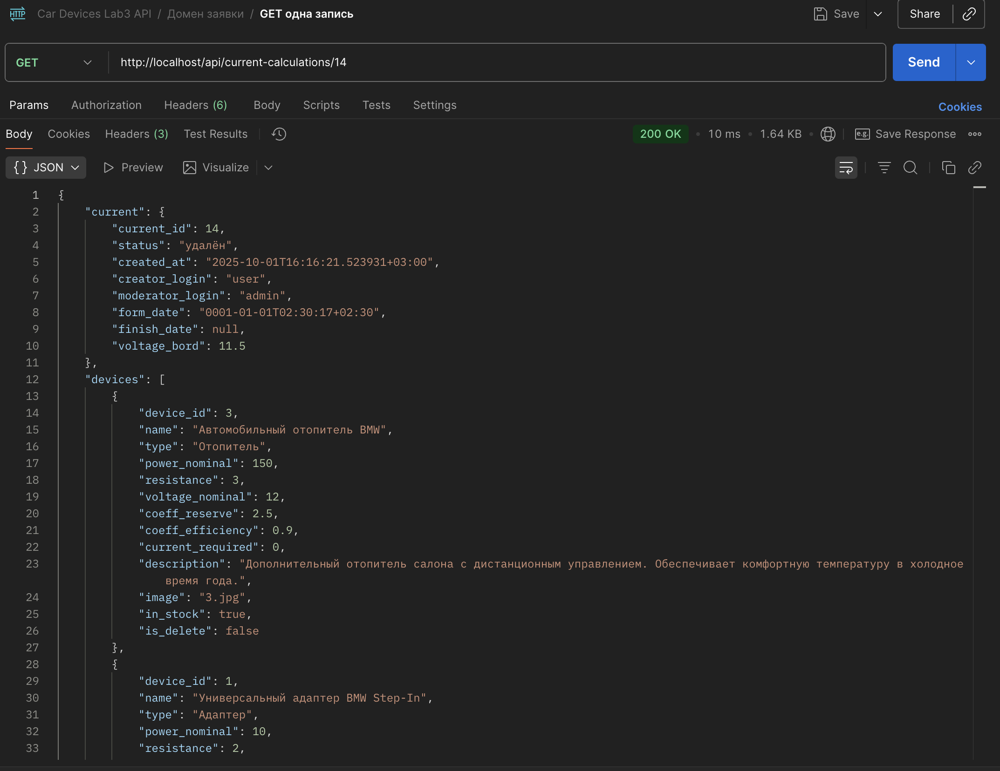 HTTP Car Devices Lab3 API / Домен заявки / GET одна запись Save Share
GET http://localhost/api/current-calculations/14 Send
Params Authorization Headers (6) Body Scripts Tests Settings Cookies
Body Cookies Headers (3) Test Results 200 OK • 10 ms • 1.64 KB • e.g. Save Response
{ } JSON Preview Visualize
1 {
2 "current": {
3 "current_id": 14,
4 "status": "удалён",
5 "created_at": "2025-10-01T16:16:21.523931+03:00",
6 "creator_login": "user",
7 "moderator_login": "admin",
8 "form_date": "0001-01-01T02:30:17+02:30",
9 "finish_date": null,
10 "voltage_bord": 11.5
11 },
12 "devices": [
13 {
14 "device_id": 3,
15 "name": "Автомобильный отопитель BMW",
16 "type": "Отопитель",
17 "power_nominal": 150,
18 "resistance": 3,
19 "voltage_nominal": 12,
20 "coeff_reserve": 2.5,
21 "coeff_efficiency": 0.9,
22 "current_required": 0,
23 "description": "Дополнительный отопитель салона с дистанционным управлением. Обеспечивает комфортную температуру в холодное
время года.",
24 "image": "3.jpg",
25 "in_stock": true,
26 "is_delete": false
27 },
28 {
29 "device_id": 1,
30 "name": "Универсальный адаптер BMW Step-In",
31 "type": "Адаптер",
32 "power_nominal": 10,
33 "resistance": 2,